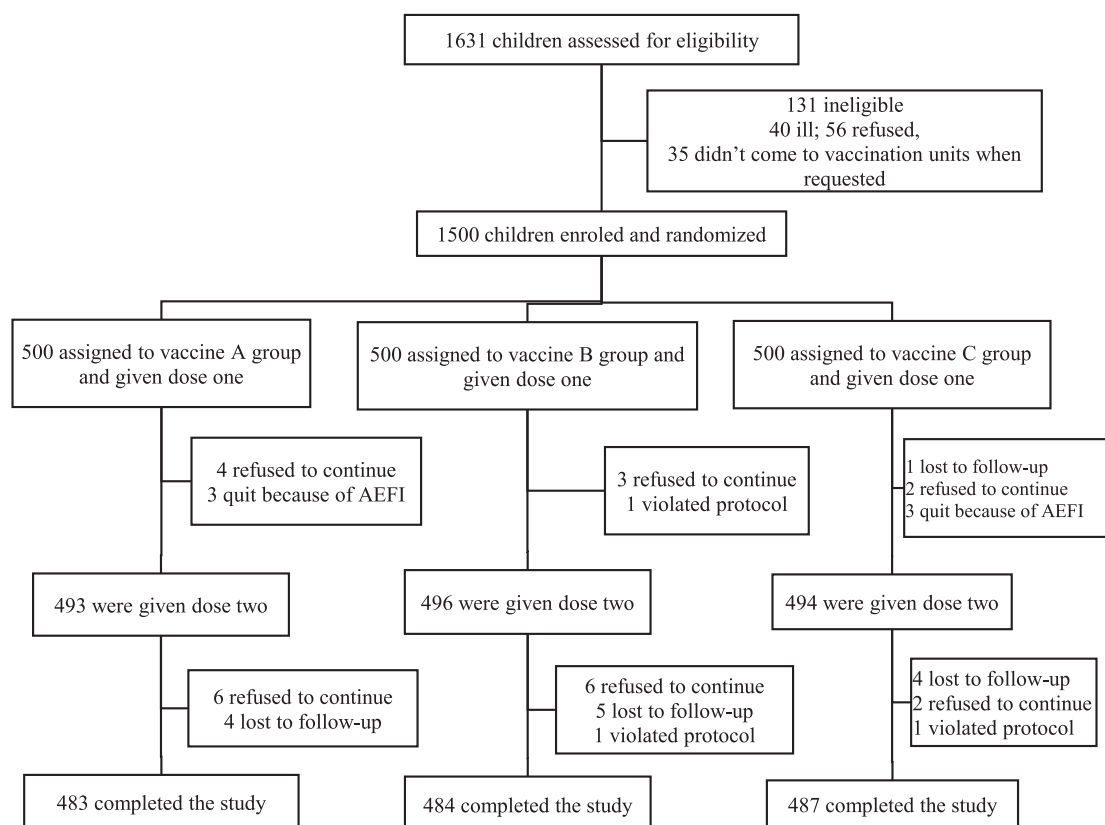 1631 children assessed for eligibility
131 ineligible
40 ill; 56 refused,
35 didn't come to vaccination units when
requested
1500 children enroled and randomized
500 assigned to vaccine A group
and given dose one
500 assigned to vaccine B group and
given dose one
500 assigned to vaccine C group
and given dose one
4 refused to continue
3 quit because of AEFI
3 refused to continue
1 violated protocol
1 lost to follow-up
2 refused to continue
3 quit because of AEFI
493 were given dose two
496 were given dose two
494 were given dose two
6 refused to continue
4 lost to follow-up
6 refused to continue
5 lost to follow-up
1 violated protocol
4 lost to follow-up
2 refused to continue
1 violated protocol
483 completed the study
484 completed the study
487 completed the study